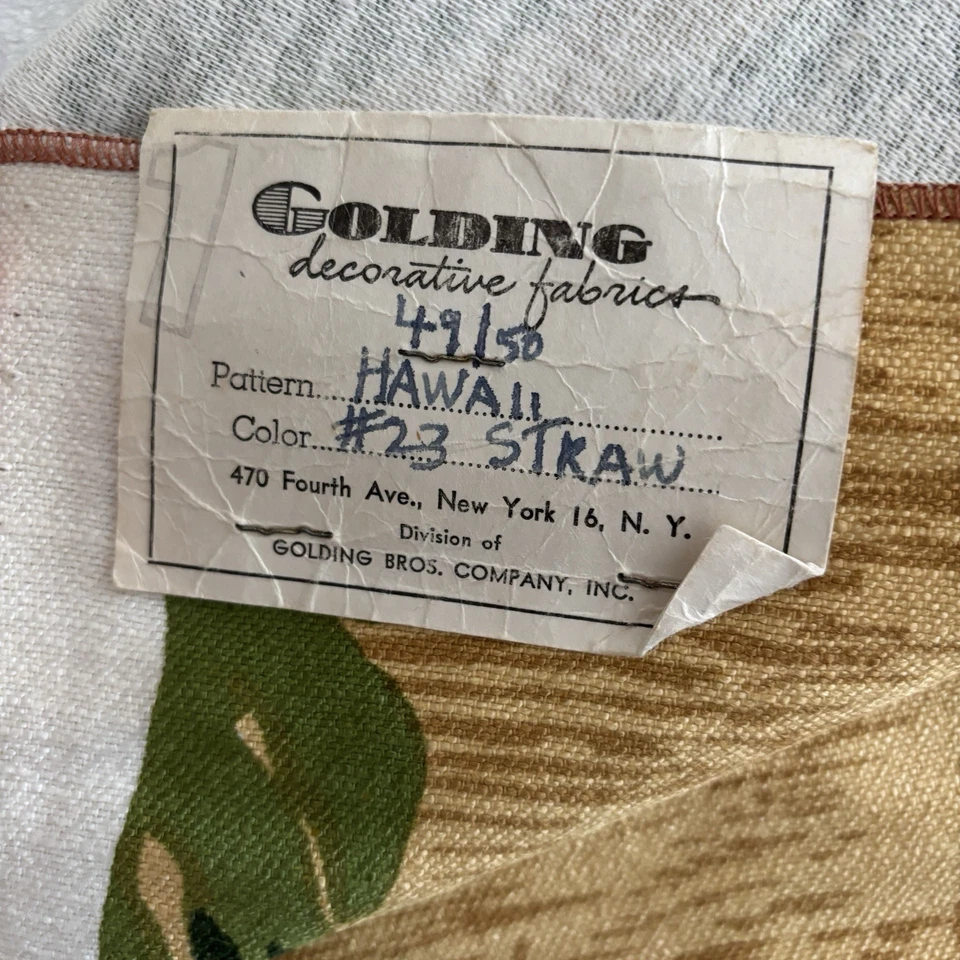 GOLDING
decorative fabrics
49/50
Pattern....HAWAII
Color....#23 STRAW
470 Fourth Ave., New York 16, N. Y.
Division of
GOLDING BROS. COMPANY, INC.